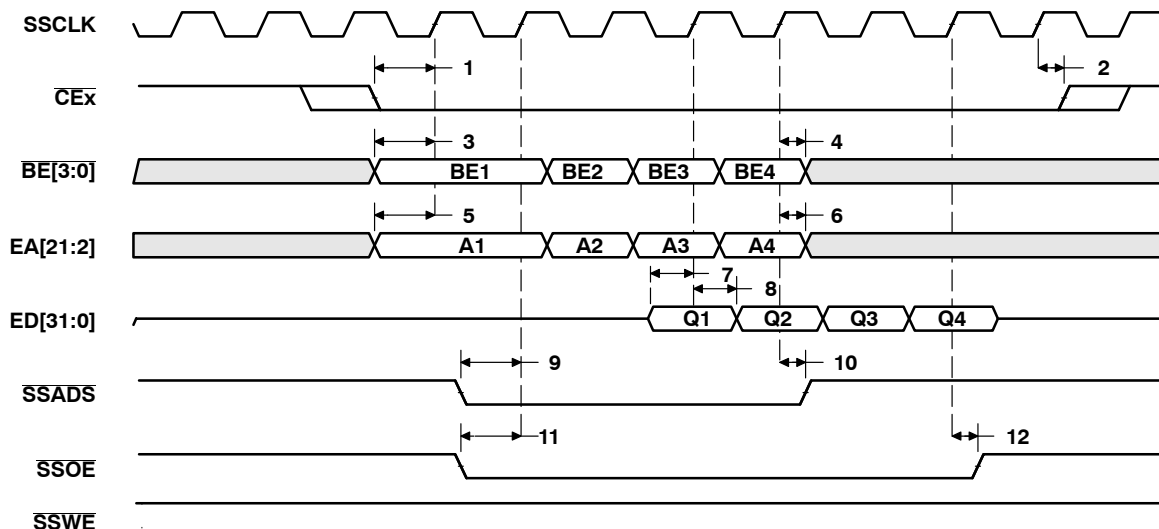 SSCLK
1
2
CEx
3
4
BE[3:0]
BE1 BE2 BE3 BE4
5
6
EA[21:2]
A1 A2 A3 A4
7
8
ED[31:0]
Q1 Q2 Q3 Q4
9
10
SSADS
11
12
SSOE
SSWE